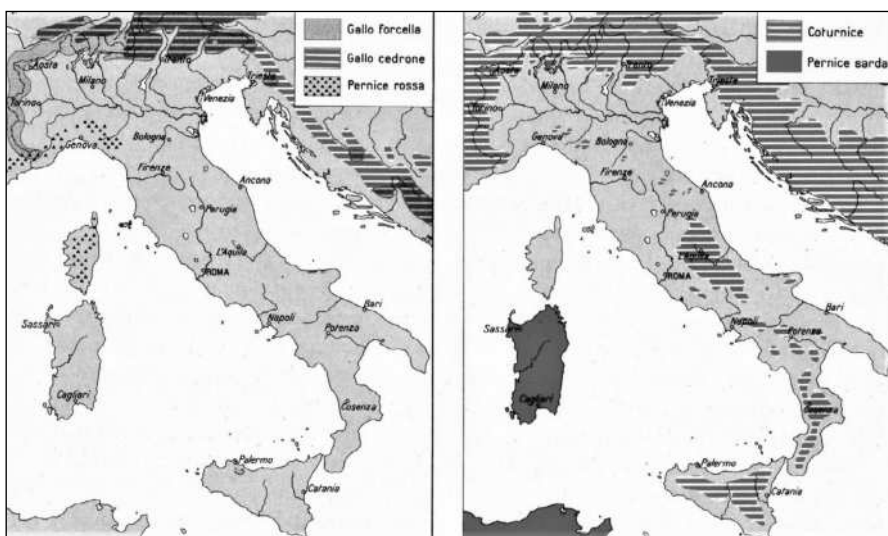 Gallo forcella
Gallo cedrone
Pernice rossa
Aosta
Trento
Milano
Trieste
Venezia
Torino
Genova
Bologna
Firenze
Ancona
Perugia
L'Aquila
ROMA
Bari
Napoli
Potenza
Sassari
Cagliari
Cosenza
Palermo
Catania
Coturnice
Pernice sarda
Aosta
Trento
Milano
Trieste
Venezia
Torino
Genova
Bologna
Firenze
Ancona
Perugia
L'Aquila
ROMA
Bari
Napoli
Potenza
Sassari
Cagliari
Cosenza
Palermo
Catania